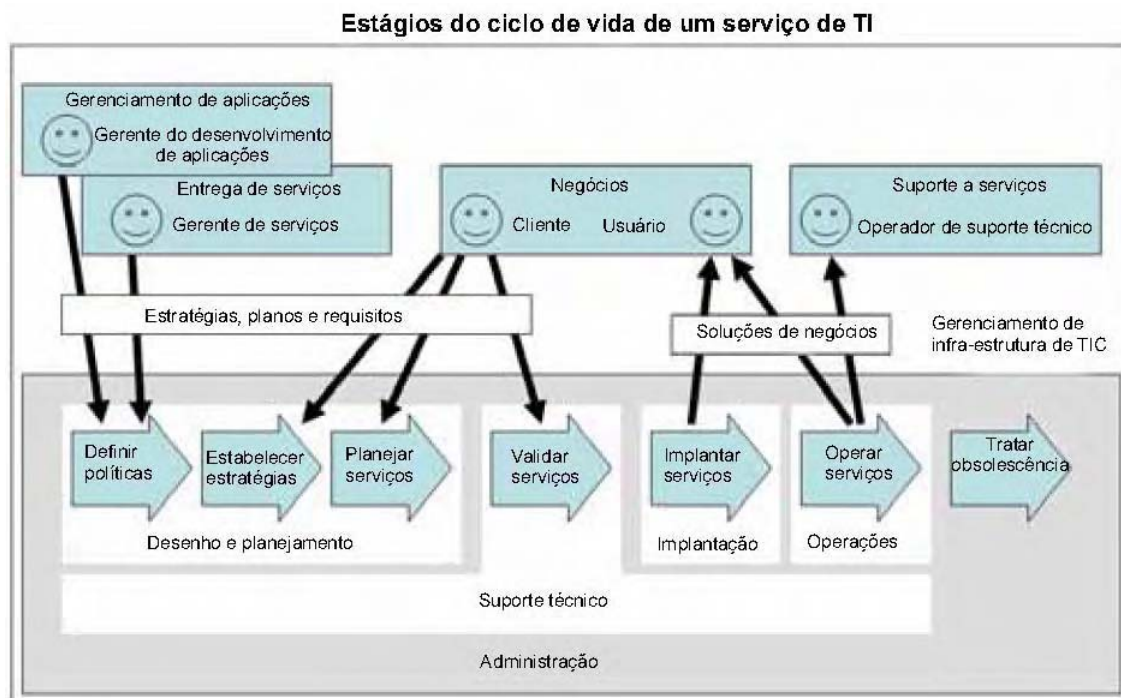 Estágios do ciclo de vida de um serviço de TI
Gerenciamento de aplicações
Gerente do desenvolvimento
de aplicações
Entrega de serviços
Gerente de serviços
Negócios
Cliente
Usuário
Suporte a serviços
Operador de suporte técnico
Estratégias, planos e requisitos
Soluções de negócios
Gerenciamento de
infra-estrutura de TIC
Definir
políticas
Estabelecer
estratégias
Planejar
serviços
Validar
serviços
Implantar
serviços
Operar
serviços
Tratar
obsolescência
Desenho e planejamento
Implantação
Operações
Suporte técnico
Administração